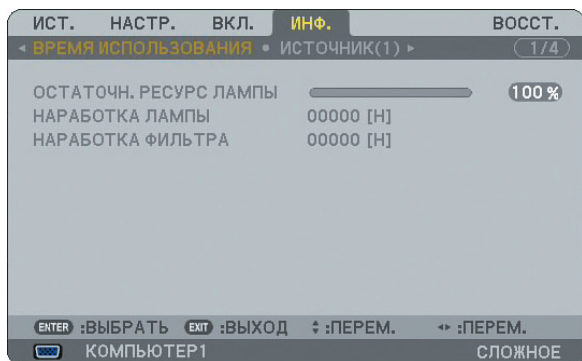 ИСТ. НАСТР. ВКЛ. ИНФ. ВОССТ.
ВРЕМЯ ИСПОЛЬЗОВАНИЯ • ИСТОЧНИК(1) 1/4
ОСТАТОЧН. РЕСУРС ЛАМПЫ 100 %
НАРАБОТКА ЛАМПЫ 00000 [H]
НАРАБОТКА ФИЛЬТРА 00000 [H]
ENTER :ВЫБРАТЬ EXIT :ВЫХОД :ПЕРЕМ. :ПЕРЕМ.
КОМПЬЮТЕР1 СЛОЖНОЕ